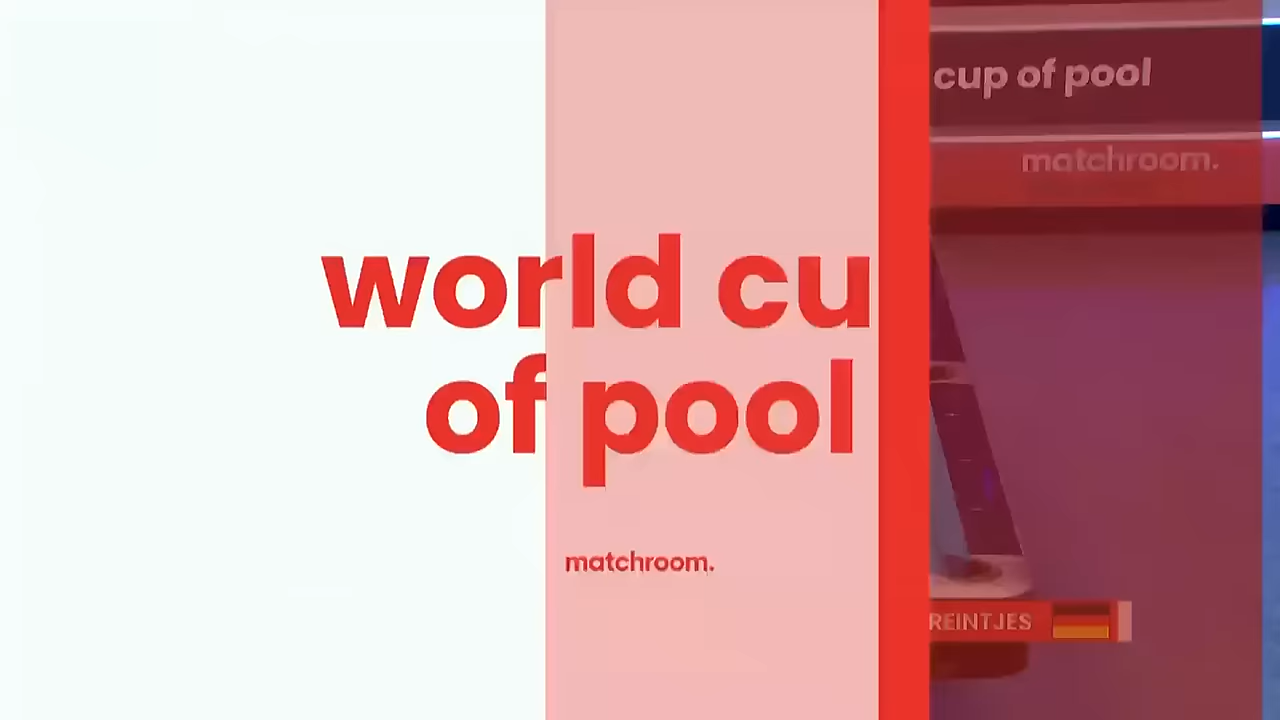 world cu
of pool
matchroom.
cup of pool
matchroom.
REINTJES